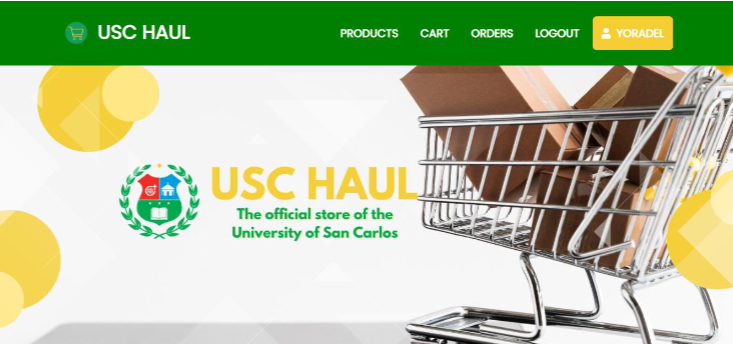 USC HAUL
PRODUCTS CART ORDERS LOGOUT YORADEL
USC HAUL
The official store of the
University of San Carlos